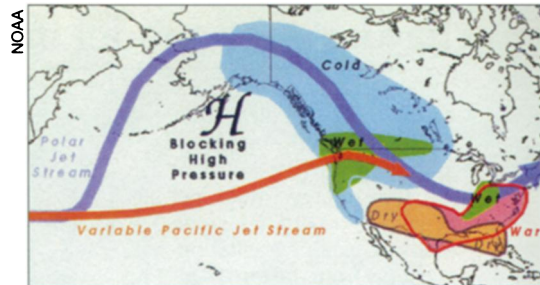 NOAA
Cold
H
Blocking
High
Pressure
Wet
Polar
Jet
Stream
Variable Pacific Jet Stream
Dry
Wet
Dry
War